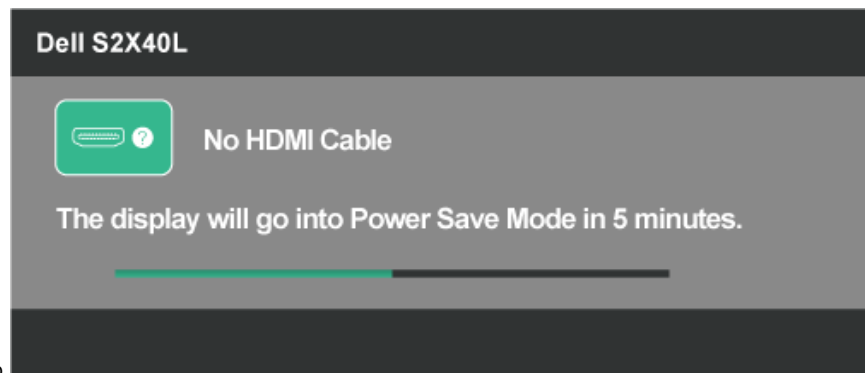 Dell S2X40L
?
No HDMI Cable
The display will go into Power Save Mode in 5 minutes.